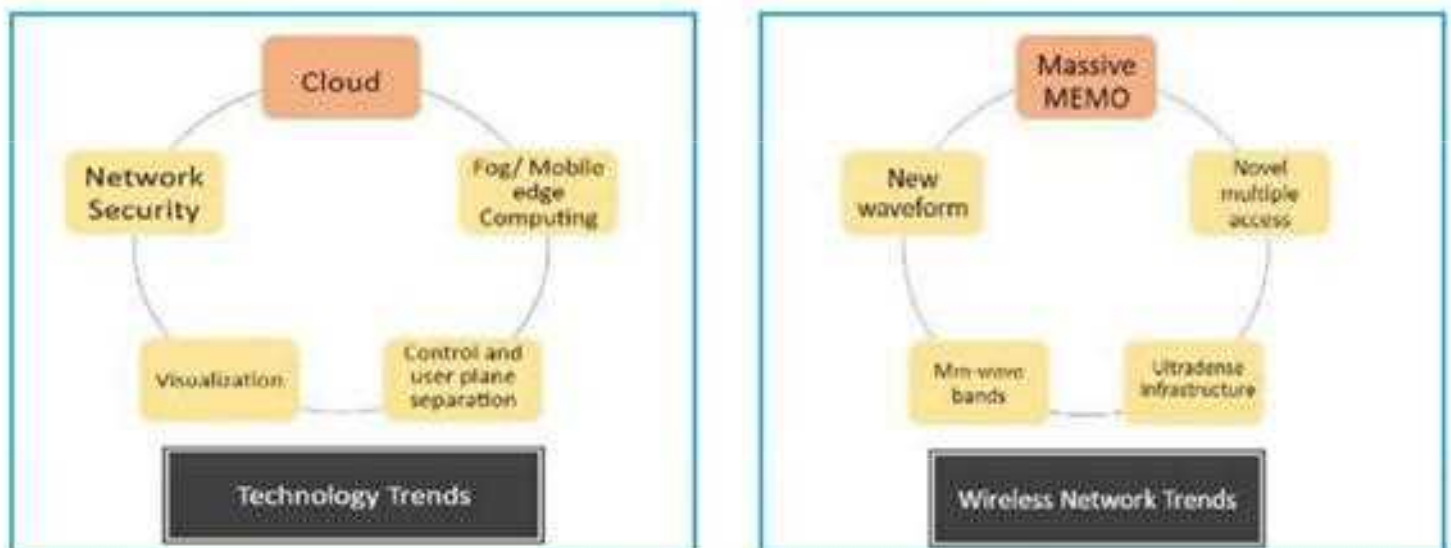 Cloud
Fog/ Mobile
edge
Computing
Control and
user plane
separation
Visualization
Network
Security
Technology Trends
Massive
MEMO
Novel
multiple
access
Ultradense
infrastructure
Mm-wave
bands
New
waveform
Wireless Network Trends